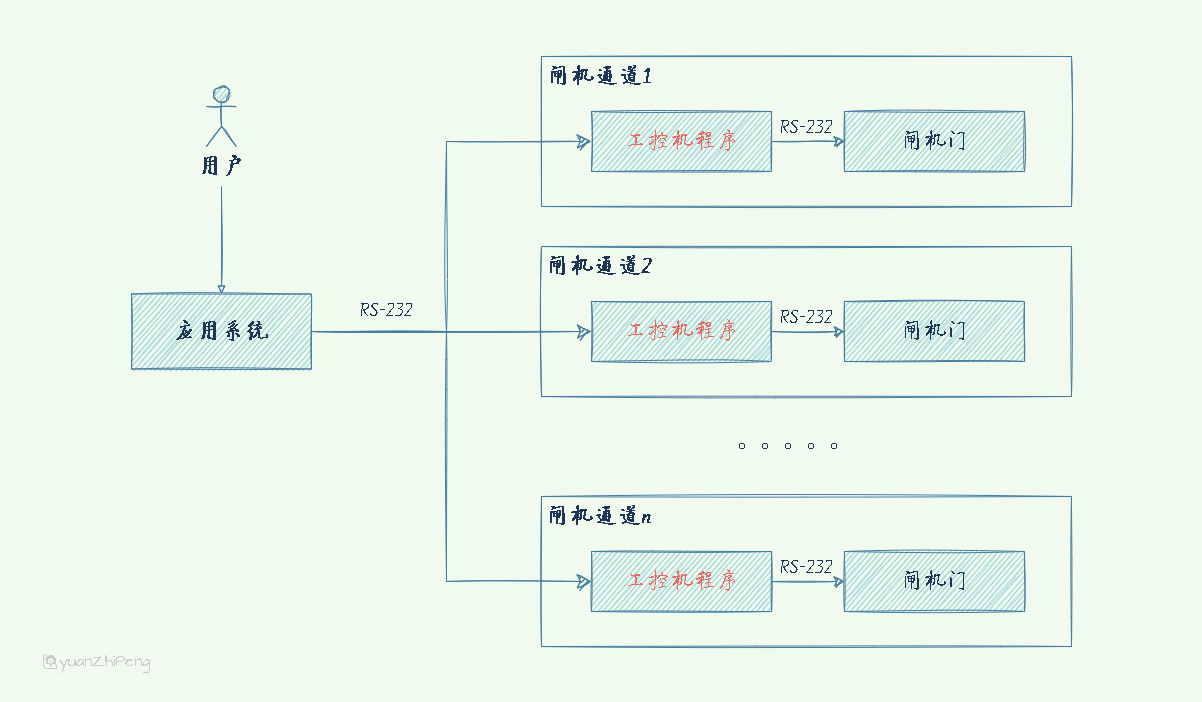 用户
应用系统
RS-232
闸机通道1
工控机程序
RS-232
闸机门
闸机通道2
工控机程序
RS-232
闸机门
闸机通道n
工控机程序
RS-232
闸机门
yuanZhiPeng